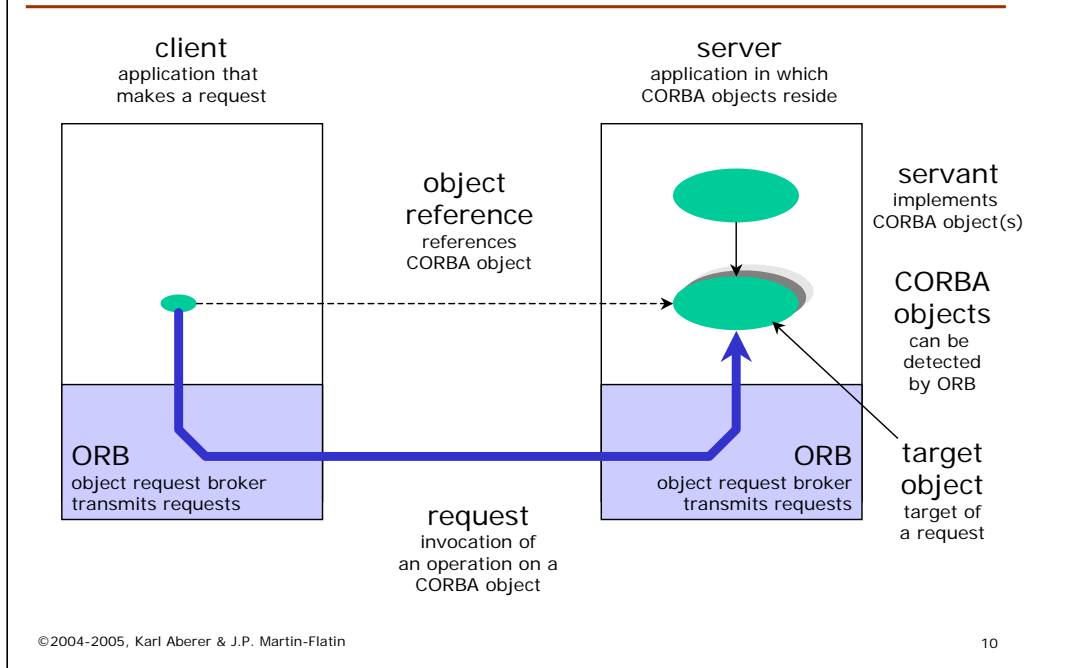 client
application that
makes a request
server
application in which
CORBA objects reside
object
reference
references
CORBA object
servant
implements
CORBA object(s)
CORBA
objects
can be
detected
by ORB
ORB
object request broker
transmits requests
ORB
object request broker
transmits requests
target
object
target of
a request
request
invocation of
an operation on a
CORBA object
©2004-2005, Karl Aberer & J.P. Martin-Flatin
10